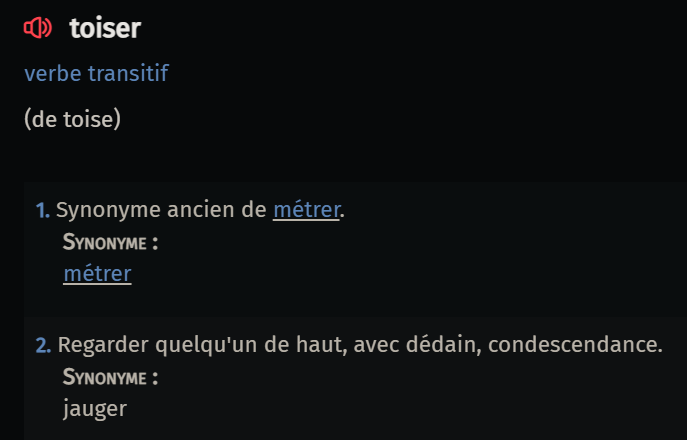 toiser
verbe transitif
(de toise)
1. Synonyme ancien de métrer.
Synonyme :
métrer
2. Regarder quelqu'un de haut, avec dédain, condescendance.
Synonyme :
jauger